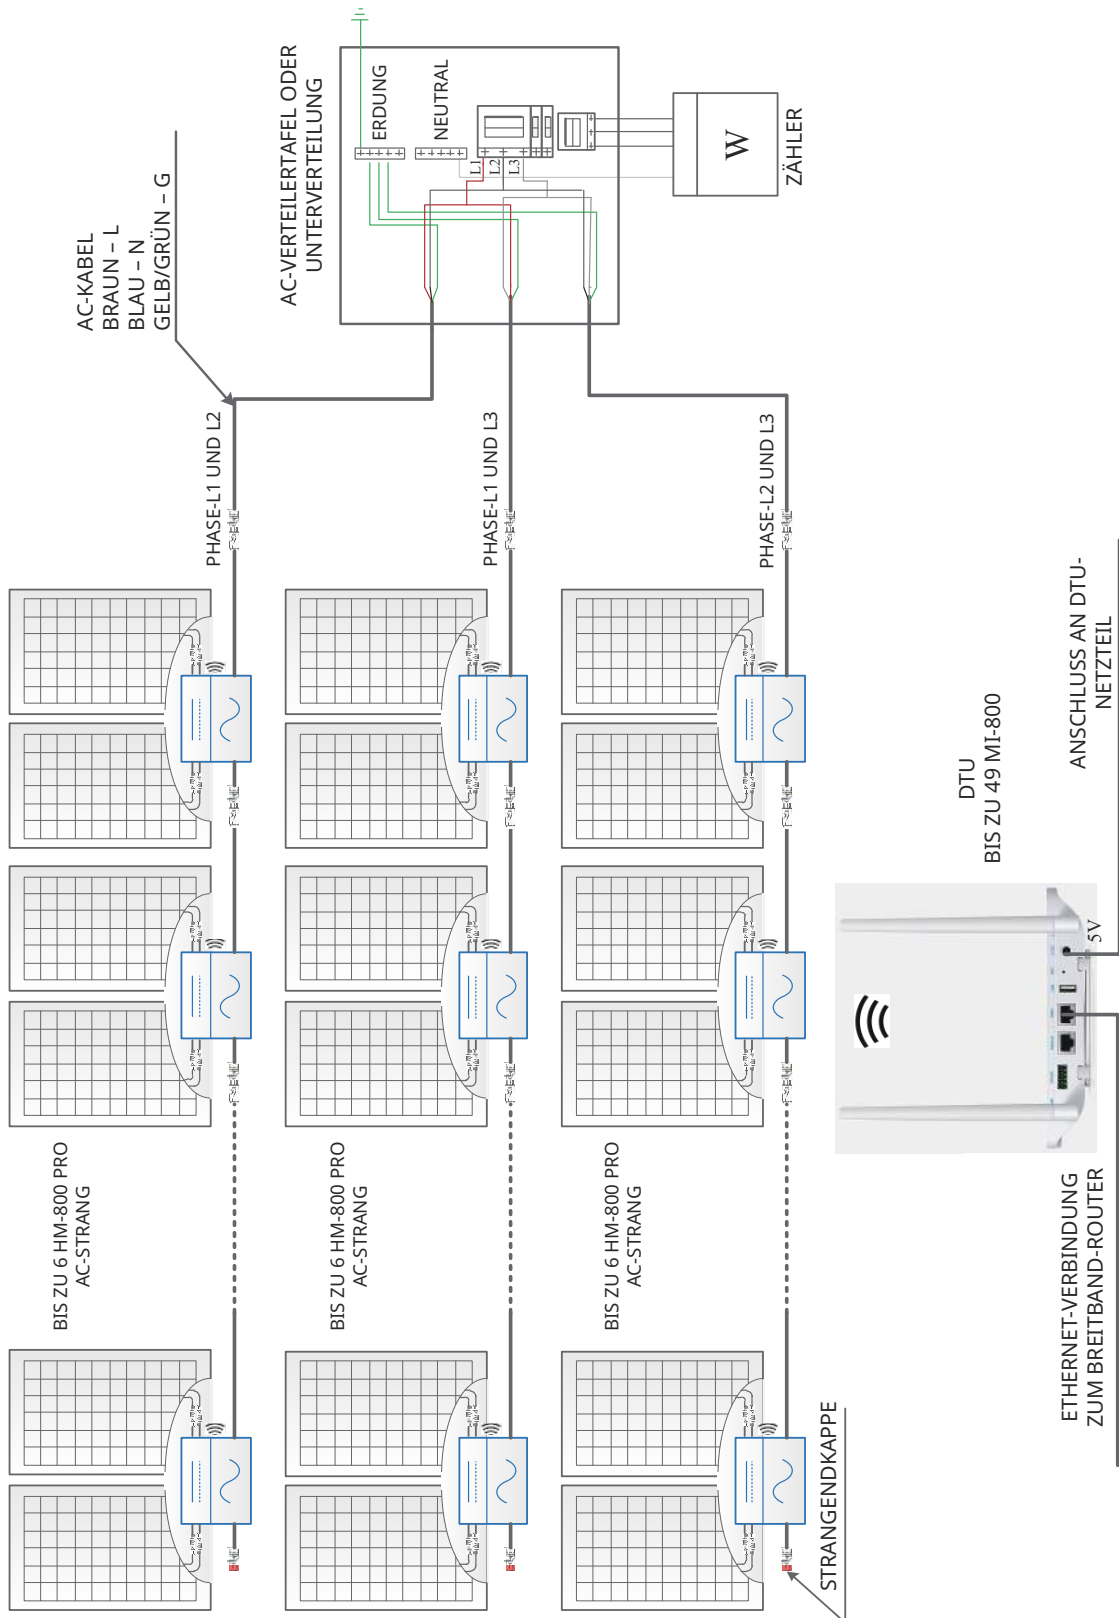 AC-VERTEILERTAFEL ODER
UNTERVERTEILUNG
ERDUNG
NEUTRAL
L1
L2
L3
W
ZÄHLER
AC-KABEL
BRAUN – L
BLAU – N
GELB/GRÜN – G
PHASE-L1 UND L2
PHASE-L1 UND L3
PHASE-L2 UND L3
BIS ZU 6 HM-800 PRO
AC-STRANG
BIS ZU 6 HM-800 PRO
AC-STRANG
BIS ZU 6 HM-800 PRO
AC-STRANG
STRANGENDKAPPE
DTU
BIS ZU 49 MI-800
ANSCHLUSS AN DTU-
NETZTEIL
5V
ETHERNET-VERBINDUNG
ZUM BREITBAND-ROUTER